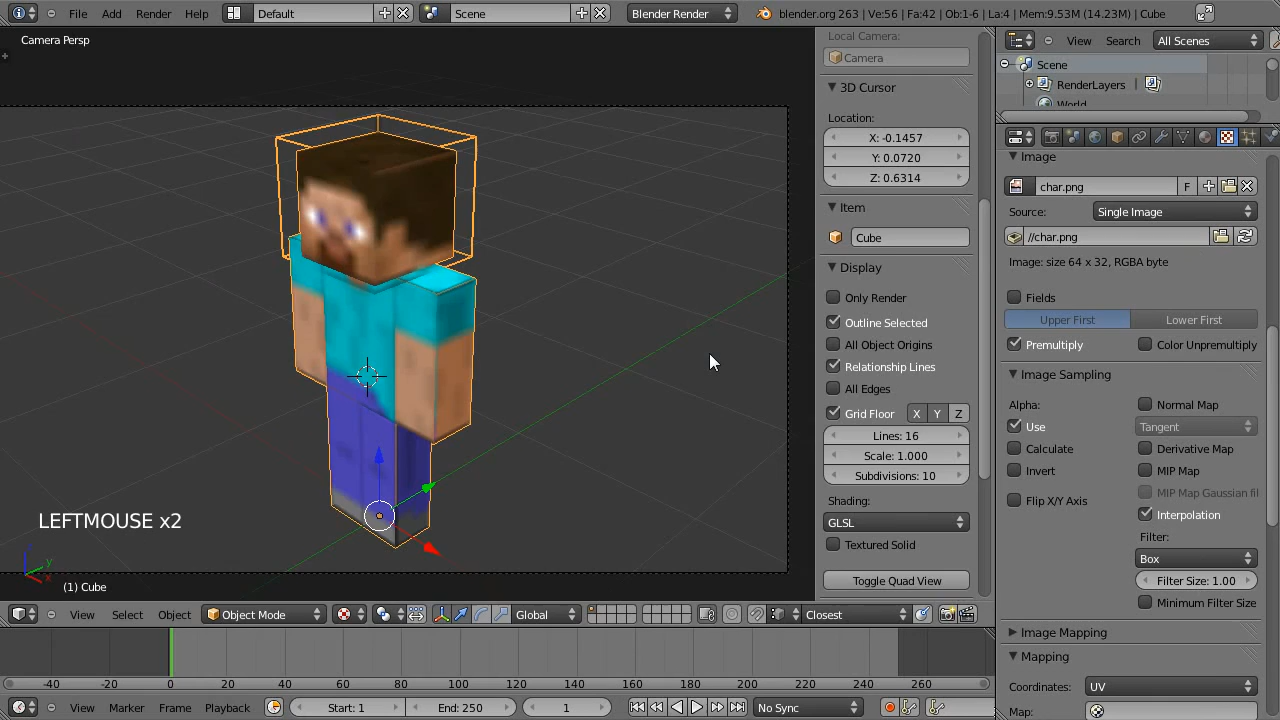 File Add Render Help Default Scene Blender Render blender.org 263 | Ve:56 | Fa:42 | Ob:1-6 | La:4 | Mem:9.53M (14.23M) | Cube
Camera Persp
LEFTMOUSE x2
(1) Cube
Local Camera:
Camera
3D Cursor
Location:
X: -0.1457
Y: 0.0720
Z: 0.6314
Item
Cube
Display
Only Render
Outline Selected
All Object Origins
Relationship Lines
All Edges
Grid Floor X Y Z
Lines: 16
Scale: 1.000
Subdivisions: 10
Shading:
GLSL
Textured Solid
Toggle Quad View
View Search All Scenes
Scene
RenderLayers
World
Image
char.png F
Source: Single Image
//char.png
Image: size 64 x 32, RGBA byte
Fields
Upper First Lower First
Premultiply Color Unpremultiply
Image Sampling
Alpha: Normal Map
Use Tangent
Calculate Derivative Map
Invert MIP Map
MIP Map Gaussian fil
Flip X/Y Axis Interpolation
Filter:
Box
Filter Size: 1.00
Minimum Filter Size
Image Mapping
Mapping
Coordinates: UV
Map:
View Select Object Object Mode Global Closest
-40 -20 0 20 40 60 80 100 120 140 160 180 200 220 240 260
View Marker Frame Playback Start: 1 End: 250 1 No Sync